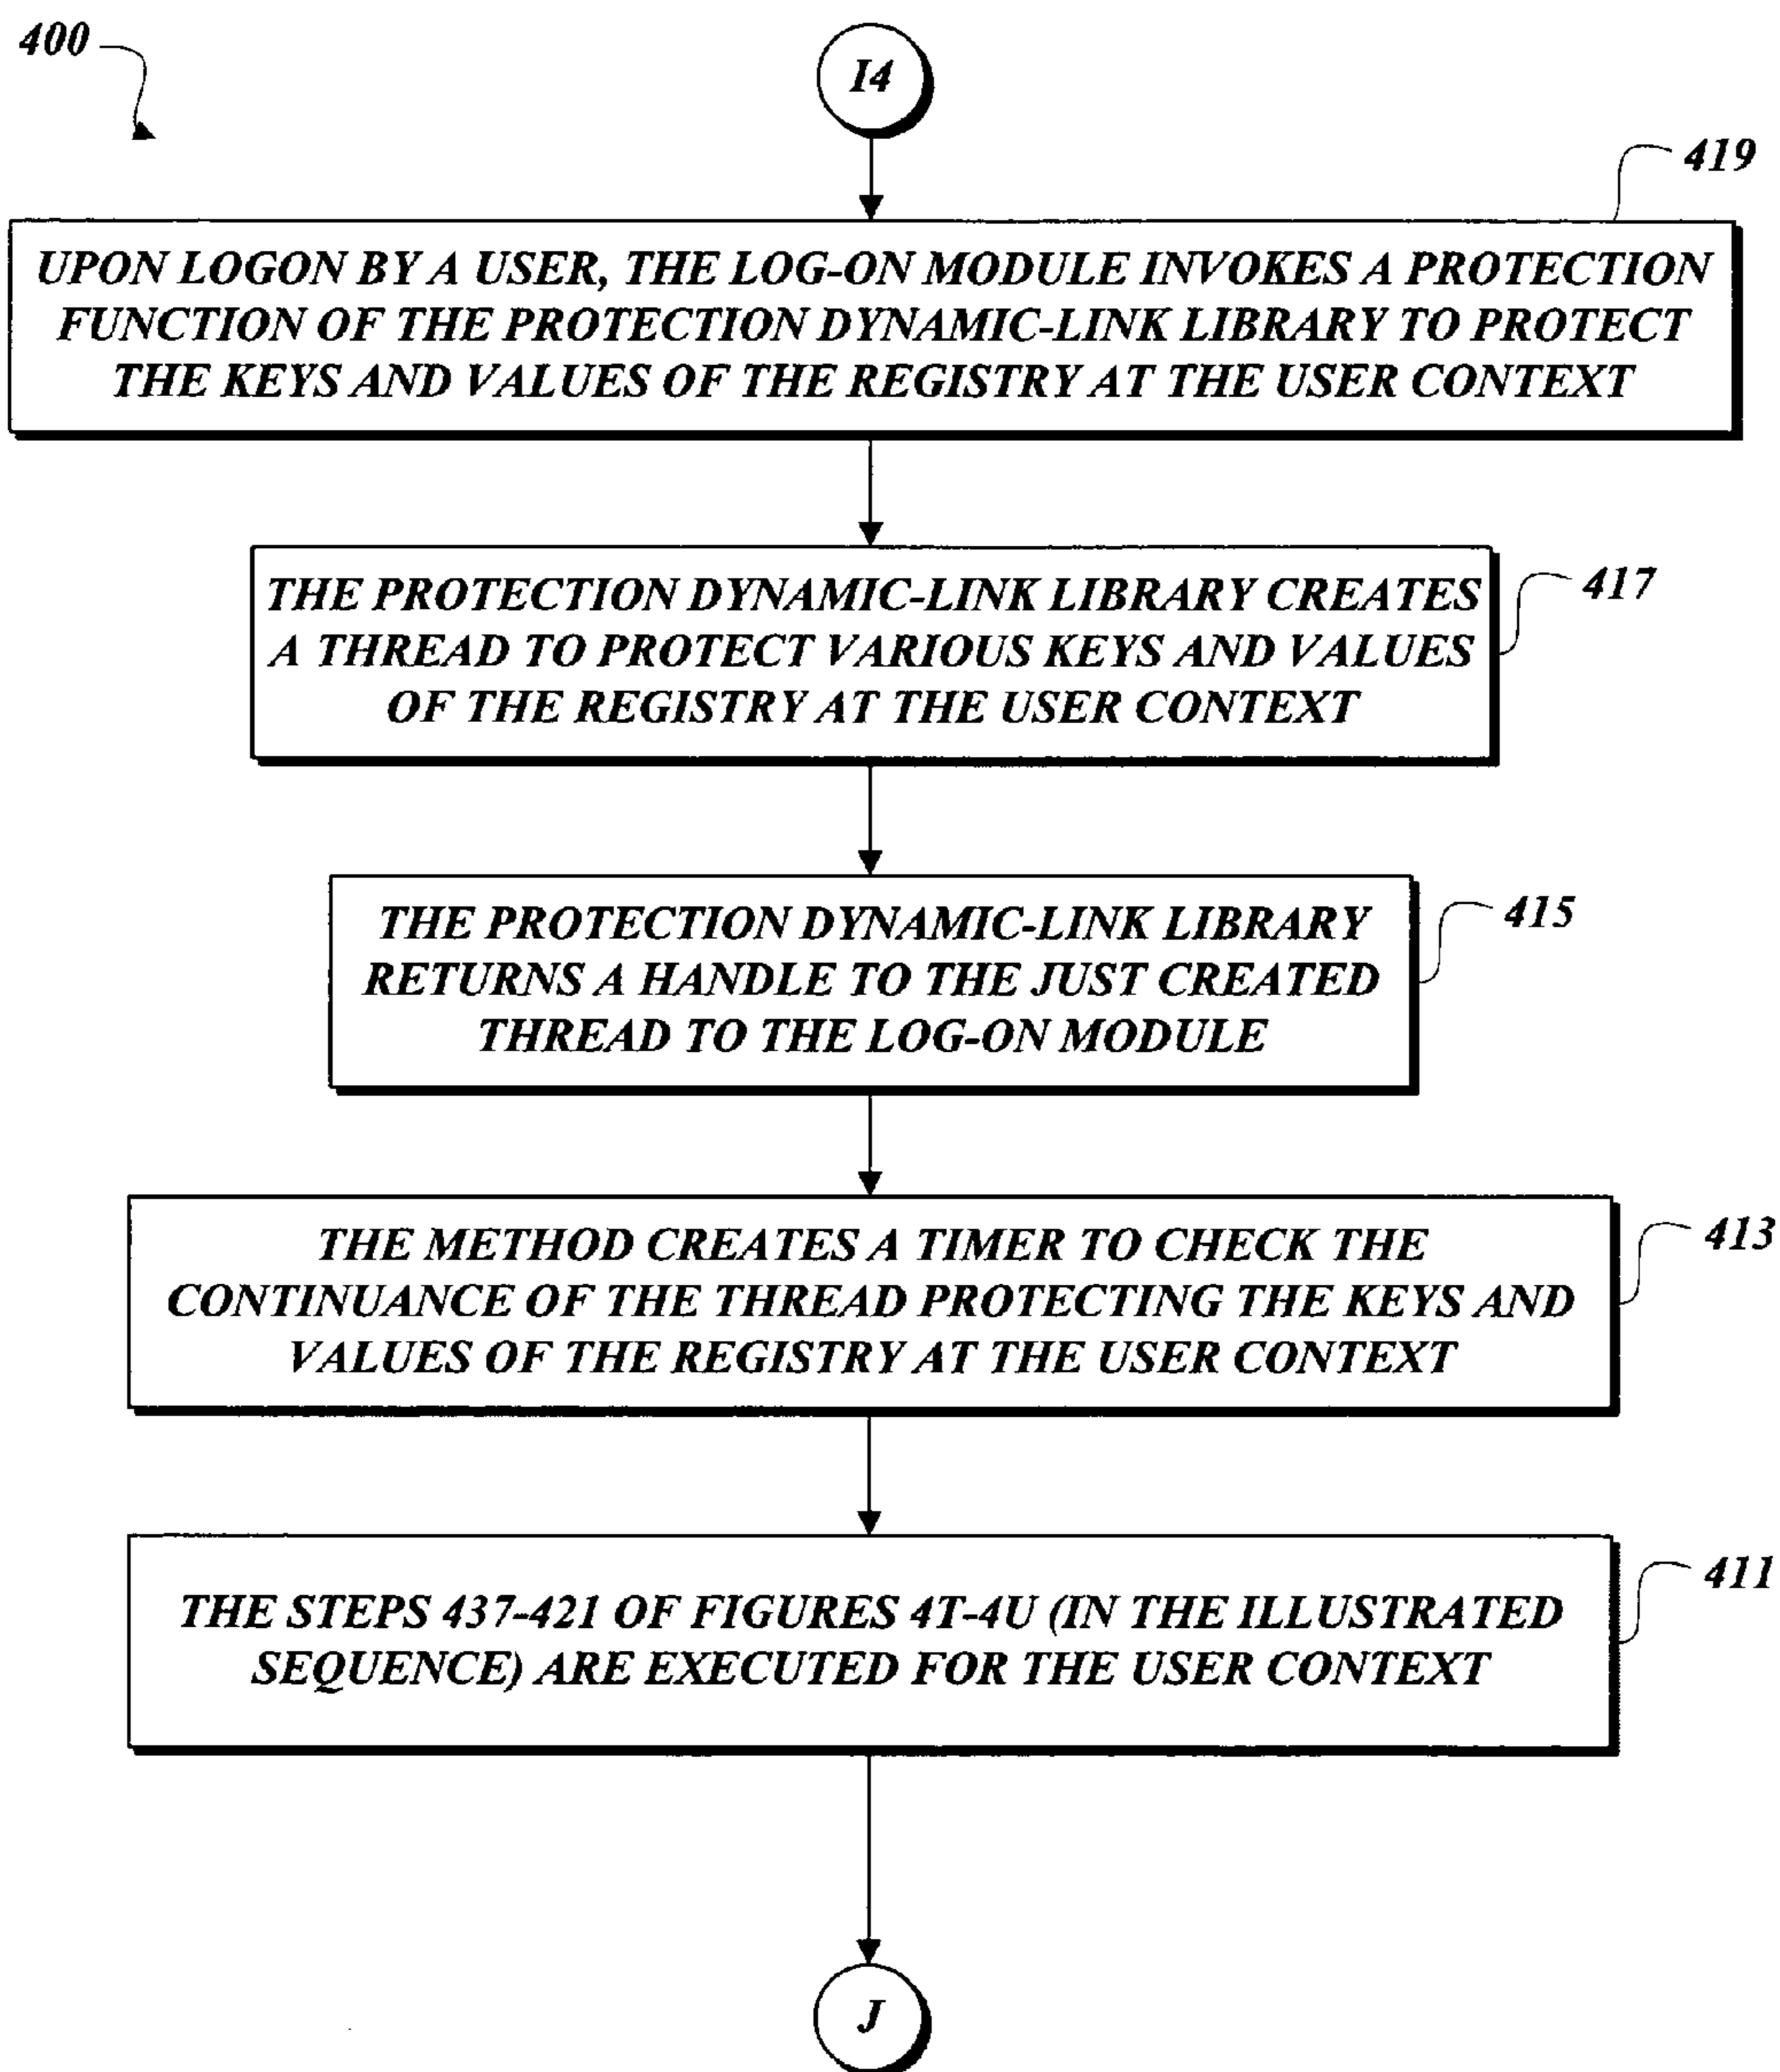 400
I4
419
UPON LOGON BY A USER, THE LOG-ON MODULE INVOKES A PROTECTION
FUNCTION OF THE PROTECTION DYNAMIC-LINK LIBRARY TO PROTECT
THE KEYS AND VALUES OF THE REGISTRY AT THE USER CONTEXT
417
THE PROTECTION DYNAMIC-LINK LIBRARY CREATES
A THREAD TO PROTECT VARIOUS KEYS AND VALUES
OF THE REGISTRY AT THE USER CONTEXT
415
THE PROTECTION DYNAMIC-LINK LIBRARY
RETURNS A HANDLE TO THE JUST CREATED
THREAD TO THE LOG-ON MODULE
413
THE METHOD CREATES A TIMER TO CHECK THE
CONTINUANCE OF THE THREAD PROTECTING THE KEYS AND
VALUES OF THE REGISTRY AT THE USER CONTEXT
411
THE STEPS 437-421 OF FIGURES 4T-4U (IN THE ILLUSTRATED
SEQUENCE) ARE EXECUTED FOR THE USER CONTEXT
J